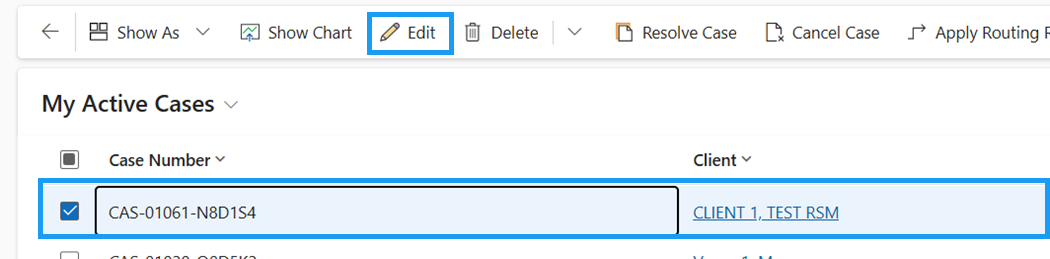 Show As Show Chart Edit Delete Resolve Case Cancel Case Apply Routing R
My Active Cases
Case Number Client
CAS-01061-N8D1S4 CLIENT 1, TEST RSM